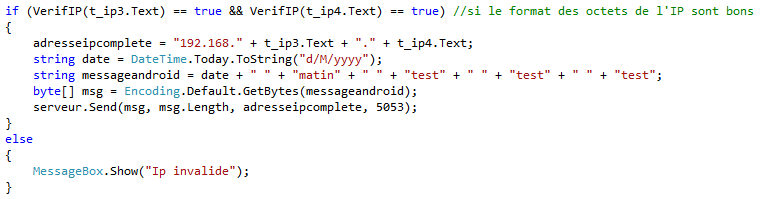 if (VerifIP(t_ip3.Text) == true && VerifIP(t_ip4.Text) == true) //si le format des octets de l'IP sont bons
{
    adresseipcomplete = "192.168." + t_ip3.Text + "." + t_ip4.Text;
    string date = DateTime.Today.ToString("d/M/yyyy");
    string messageandroid = date + " " + "matin" + " " + "test" + " " + "test" + " " + "test";
    byte[] msg = Encoding.Default.GetBytes(messageandroid);
    serveur.Send(msg, msg.Length, adresseipcomplete, 5053);
}
else
{
    MessageBox.Show("Ip invalide");
}